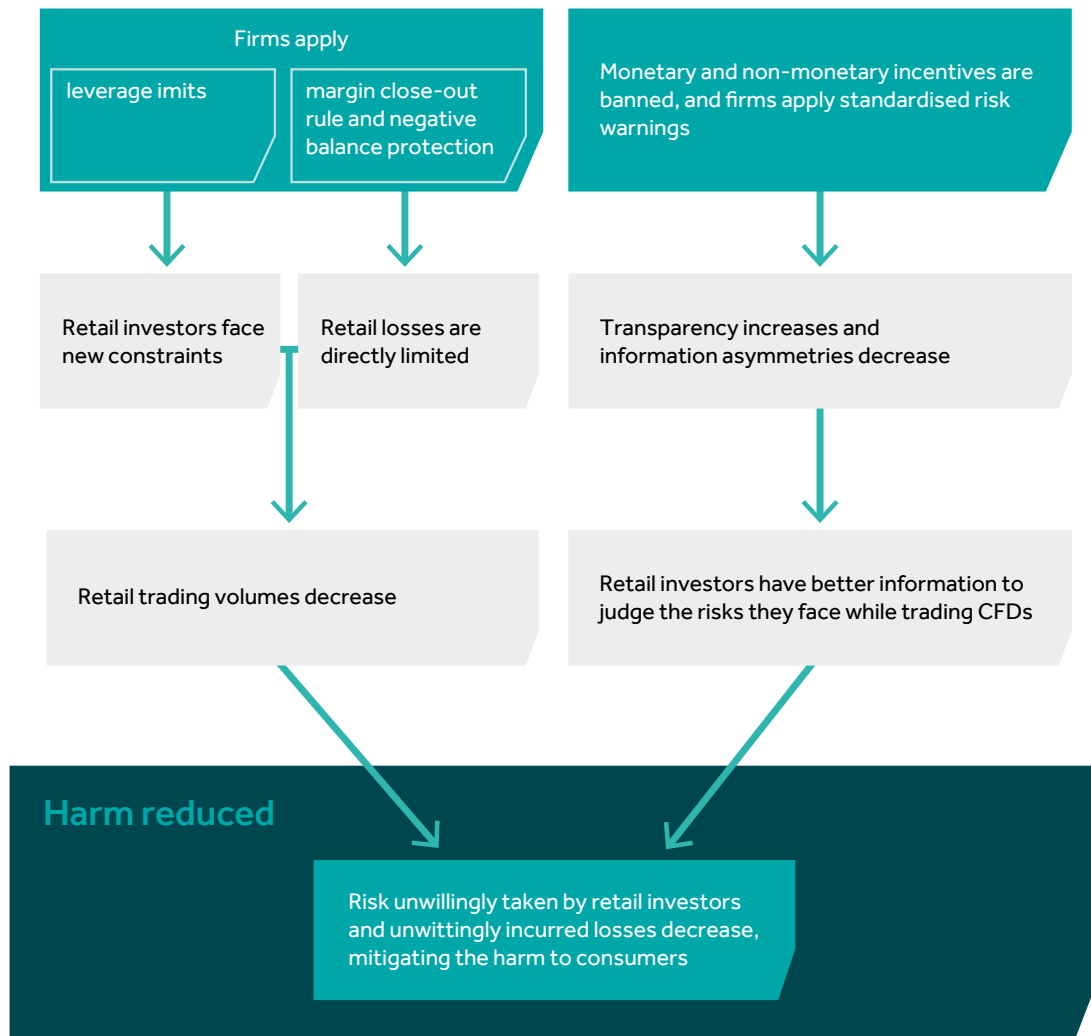 Firms apply
leverage imits
margin close-out
rule and negative
balance protection
Monetary and non-monetary incentives are
banned, and firms apply standardised risk
warnings
Retail investors face
new constraints
Retail losses are
directly limited
Transparency increases and
information asymmetries decrease
Retail trading volumes decrease
Retail investors have better information to
judge the risks they face while trading CFDs
Harm reduced
Risk unwillingly taken by retail investors
and unwittingly incurred losses decrease,
mitigating the harm to consumers